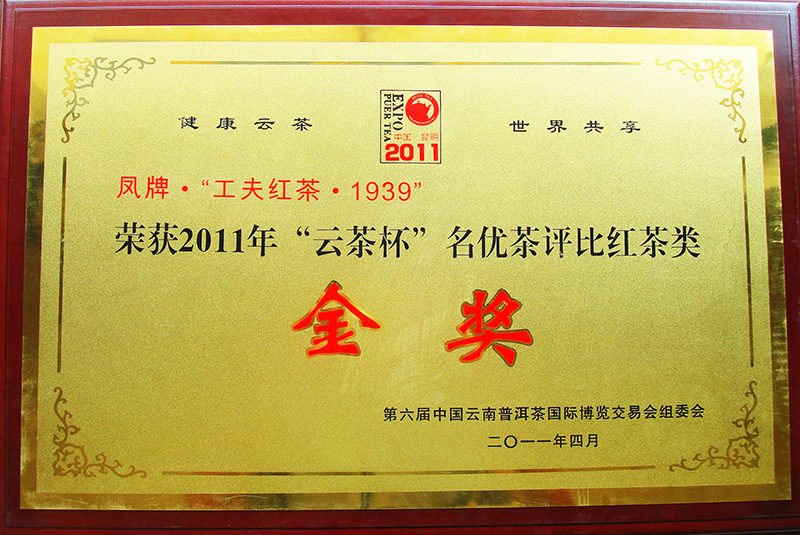 健康云茶
EXPO
PUER TEA
中国 昆明
2011
世界共享
凤牌·“工夫红茶·1939”
荣获2011年“云茶杯”名优茶评比红茶类
金奖
第六届中国云南普洱茶国际博览交易会组委会
二〇一一年四月